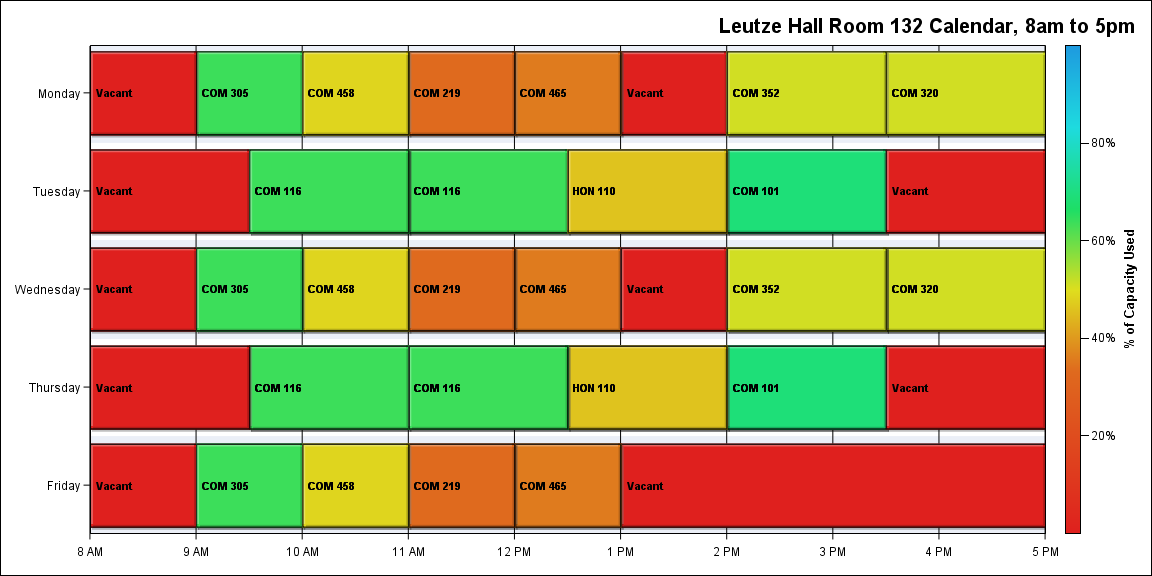 Leutze Hall Room 132 Calendar, 8am to 5pm
Monday
Vacant
COM 305
COM 458
COM 219
COM 465
Vacant
COM 352
COM 320
Tuesday
Vacant
COM 116
COM 116
HON 110
COM 101
Vacant
Wednesday
Vacant
COM 305
COM 458
COM 219
COM 465
Vacant
COM 352
COM 320
Thursday
Vacant
COM 116
COM 116
HON 110
COM 101
Vacant
Friday
Vacant
COM 305
COM 458
COM 219
COM 465
Vacant
8 AM
9 AM
10 AM
11 AM
12 PM
1 PM
2 PM
3 PM
4 PM
5 PM
80%
60%
40%
20%
% of Capacity Used